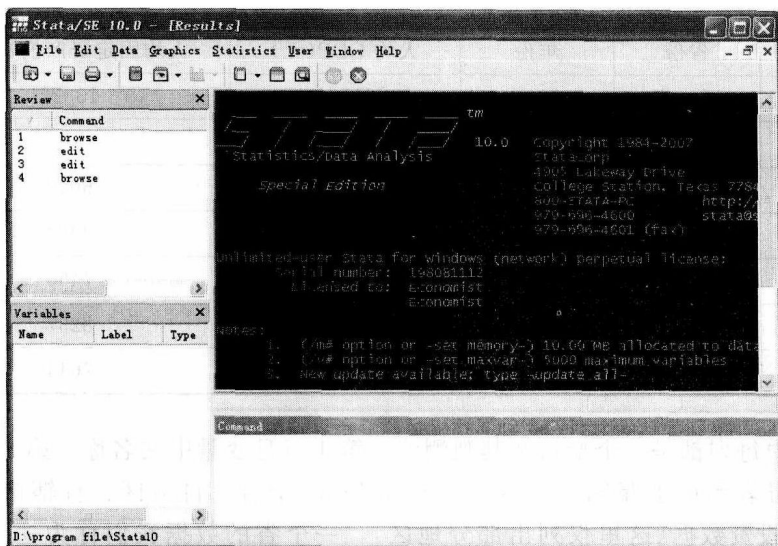 Stata/SE 10.0 - [Results]
File Edit Data Graphics Statistics User Window Help
Review
Command
1 browse
2 edit
3 edit
4 browse
Variables
Name Label Type
tm
STATA 10.0 Copyright 1984-2007
Statistics/Data Analysis StataCorp
4905 Lakeway Drive
Special Edition College Station, Texas 7784
800-STATA-PC http:/
979-696-4600 stata@s
979-696-4601 (fax)
Unlimited-user Stata for Windows (network) perpetual license:
Serial number: 198081112
Licensed to: Economist
Economist
Notes:
1. (/m# option or -set memory-) 10.00 MB allocated to data
2. (/v# option or -set maxvar-) 5000 maximum variables
3. New update available; type -update all-
Command
D:\program file\Stata10